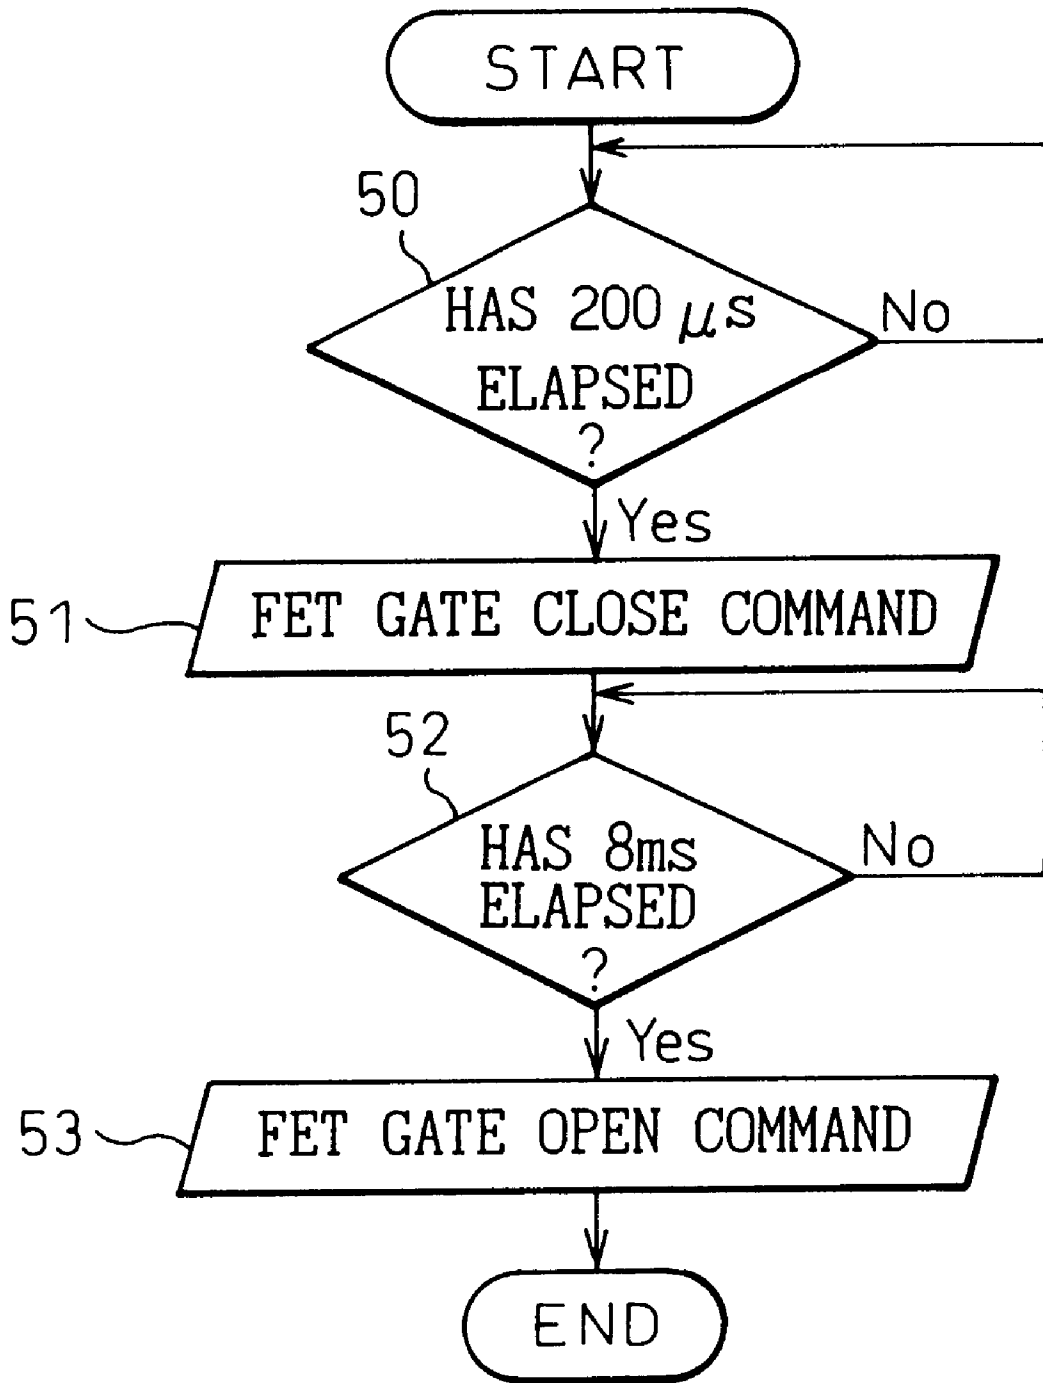 START
50
HAS 200 μs
ELAPSED
?
No
Yes
51
FET GATE CLOSE COMMAND
52
HAS 8ms
ELAPSED
?
No
Yes
53
FET GATE OPEN COMMAND
END